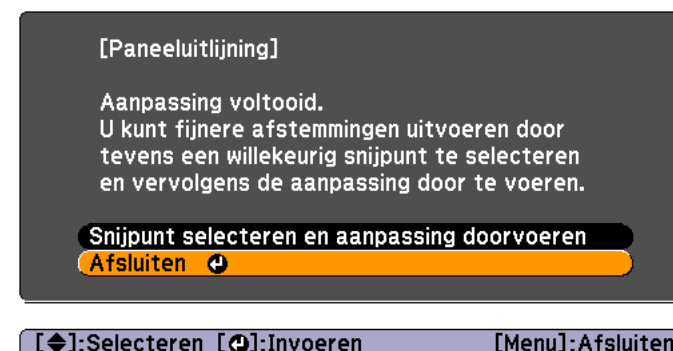 [Paneeluitlijning]
Aanpassing voltooid.
U kunt fijnere afstemmingen uitvoeren door
tevens een willekeurig snijpunt te selecteren
en vervolgens de aanpassing door te voeren.
Snijpunt selecteren en aanpassing doorvoeren
Afsluiten
[◆]:Selecteren [⏎]:Invoeren [Menu]:Afsluiten